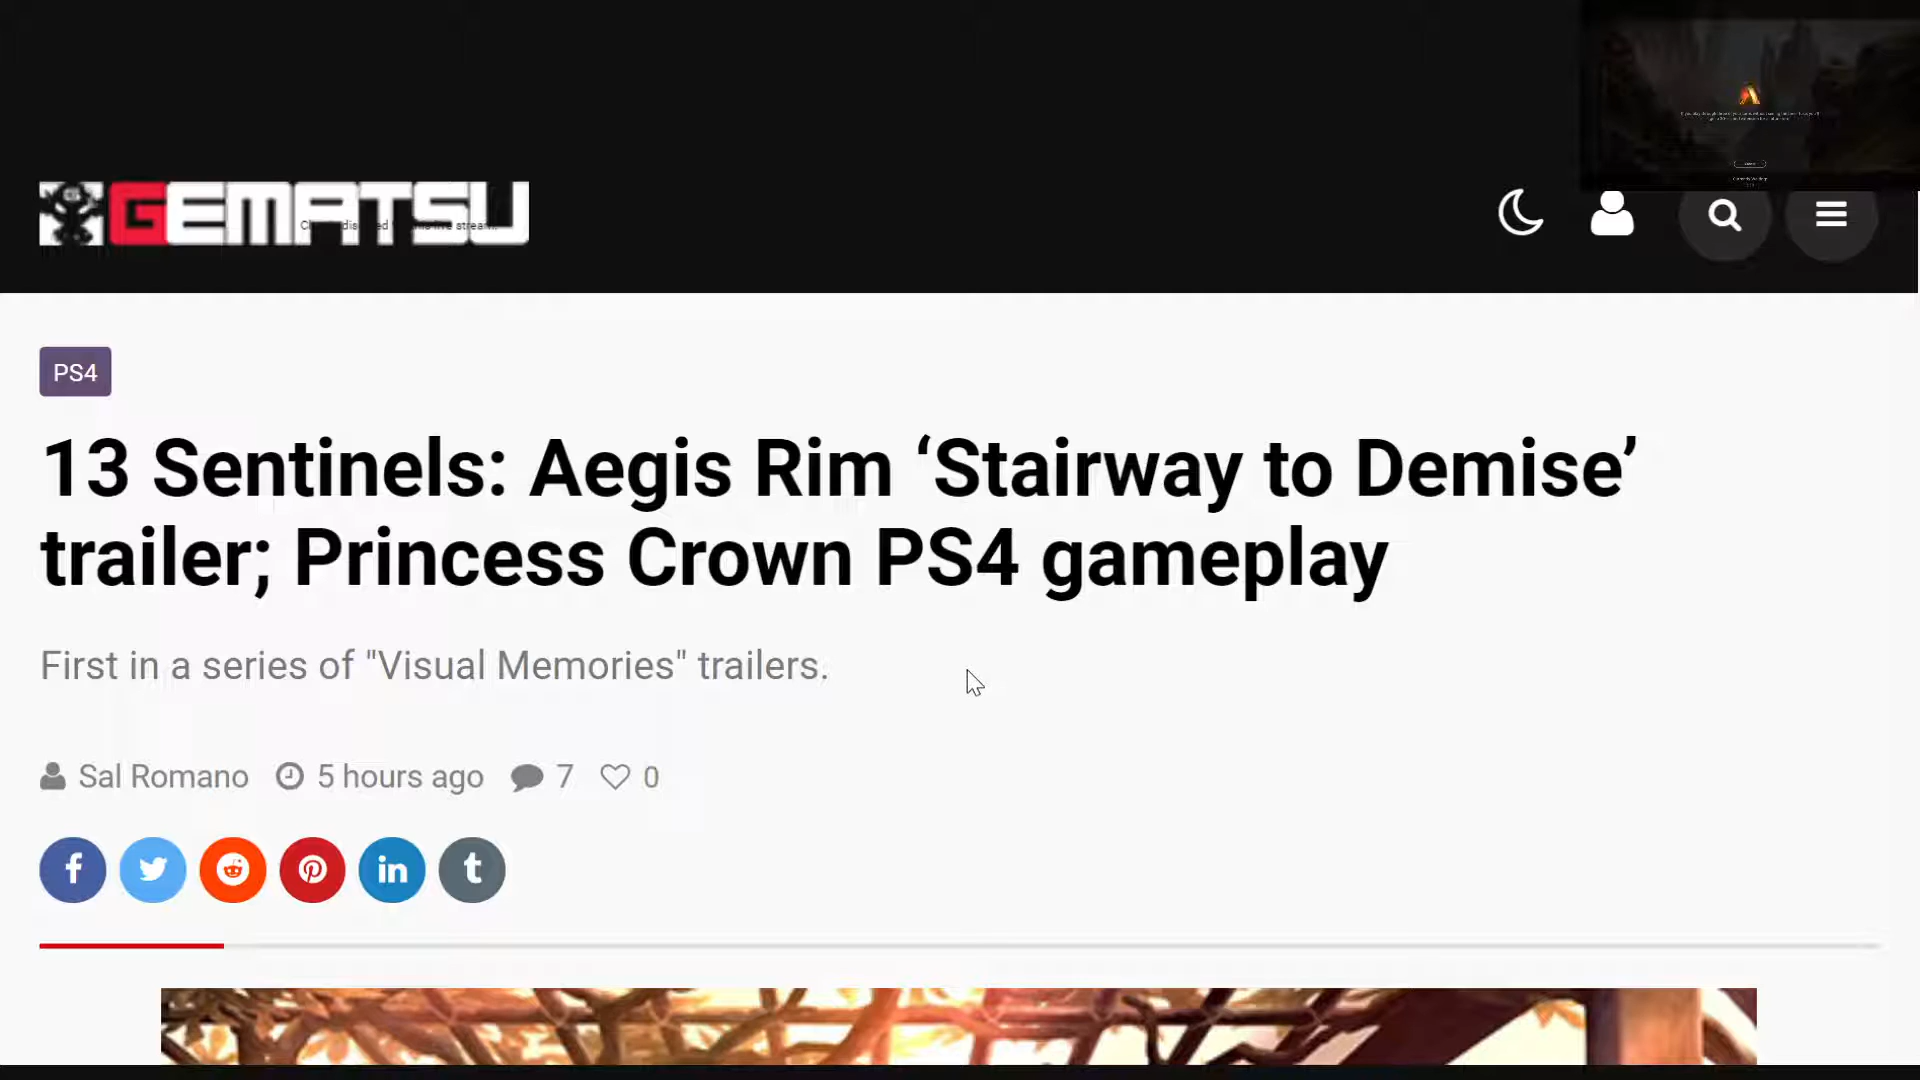 GEMATSU
PS4
13 Sentinels: Aegis Rim ‘Stairway to Demise’
trailer; Princess Crown PS4 gameplay
First in a series of "Visual Memories" trailers.
Sal Romano 5 hours ago 7 0